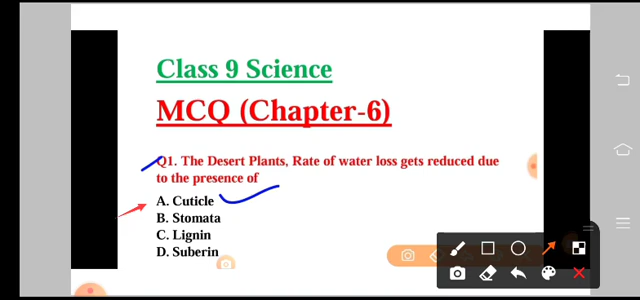 Class 9 Science
MCQ (Chapter-6)
Q1. The Desert Plants, Rate of water loss gets reduced due
to the presence of
A. Cuticle
B. Stomata
C. Lignin
D. Suberin